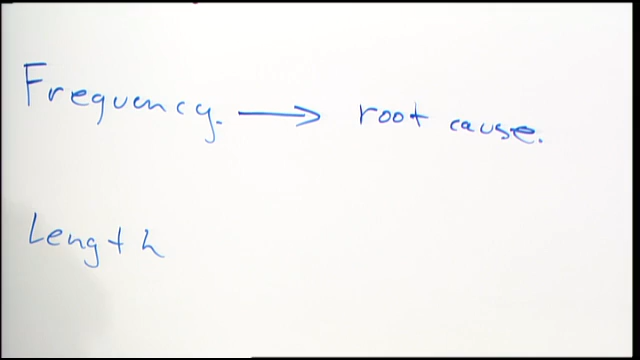 Frequency. → root cause.
Length